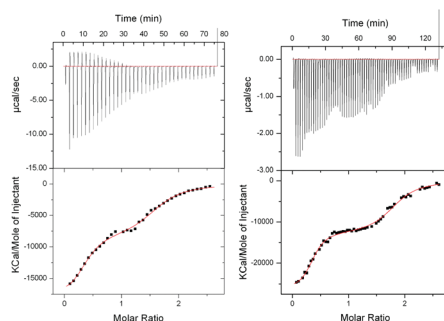 Time (min)
0 10 20 30 40 50 60 70 80
0.00
-5.00
-10.00
-15.00
µcal/sec
0
-5000
-10000
-15000
KCal/Mole of Injectant
0 1 2
Molar Ratio
Time (min)
0 30 60 90 120
0.00
-1.00
-2.00
-3.00
µcal/sec
0
-10000
-20000
KCal/Mole of Injectant
0 1 2
Molar Ratio